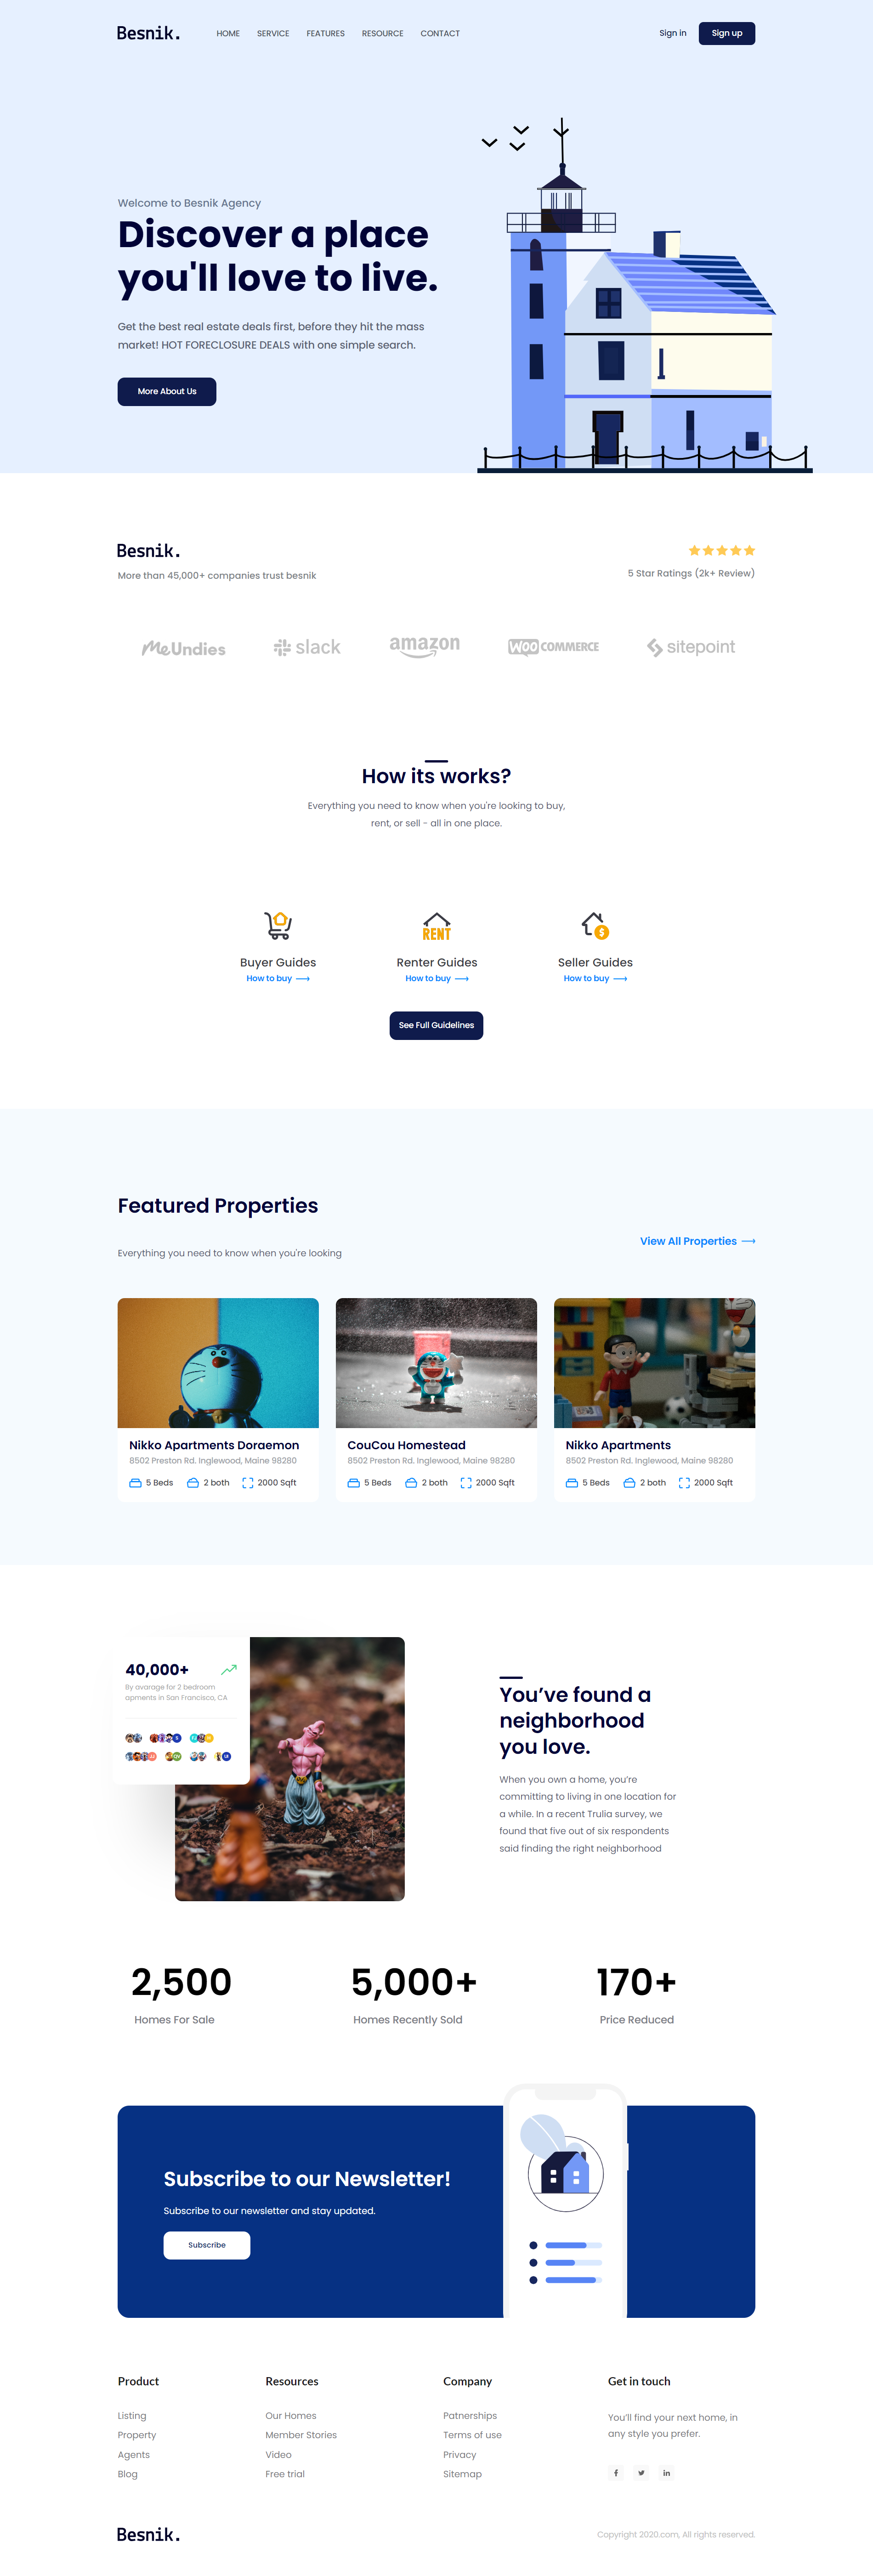 Besnik.
HOME SERVICE FEATURES RESOURCE CONTACT
Sign in
Sign up
Welcome to Besnik Agency
Discover a place
you'll love to live.
Get the best real estate deals first, before they hit the mass
market! HOT FORECLOSURE DEALS with one simple search.
More About Us
Besnik.
More than 45,000+ companies trust besnik
5 Star Ratings (2k+ Review)
MeUndies
slack
amazon
WOO COMMERCE
sitepoint
How its works?
Everything you need to know when you're looking to buy,
rent, or sell - all in one place.
RENT
$
Buyer Guides
How to buy
Renter Guides
How to buy
Seller Guides
How to buy
See Full Guidelines
Featured Properties
Everything you need to know when you're looking
View All Properties
Nikko Apartments Doraemon
8502 Preston Rd. Inglewood, Maine 98280
5 Beds 2 both 2000 Sqft
CouCou Homestead
8502 Preston Rd. Inglewood, Maine 98280
5 Beds 2 both 2000 Sqft
Nikko Apartments
8502 Preston Rd. Inglewood, Maine 98280
5 Beds 2 both 2000 Sqft
40,000+
By avarage for 2 bedroom
apments in San Francisco, CA
You’ve found a
neighborhood
you love.
When you own a home, you’re
committing to living in one location for
a while. In a recent Trulia survey, we
found that five out of six respondents
said finding the right neighborhood
2,500
Homes For Sale
5,000+
Homes Recently Sold
170+
Price Reduced
Subscribe to our Newsletter!
Subscribe to our newsletter and stay updated.
Subscribe
Product
Listing
Property
Agents
Blog
Resources
Our Homes
Member Stories
Video
Free trial
Company
Patnerships
Terms of use
Privacy
Sitemap
Get in touch
You’ll find your next home, in
any style you prefer.
Besnik.
Copyright 2020.com, All rights reserved.